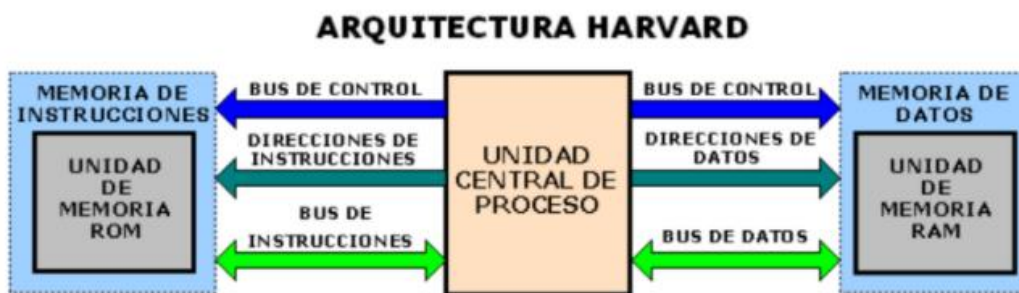 ARQUITECTURA HARVARD
MEMORIA DE
INSTRUCCIONES
UNIDAD
DE
MEMORIA
ROM
BUS DE CONTROL
DIRECCIONES DE
INSTRUCCIONES
BUS DE
INSTRUCCIONES
UNIDAD
CENTRAL DE
PROCESO
BUS DE CONTROL
DIRECCIONES DE
DATOS
BUS DE DATOS
MEMORIA DE
DATOS
UNIDAD
DE
MEMORIA
RAM